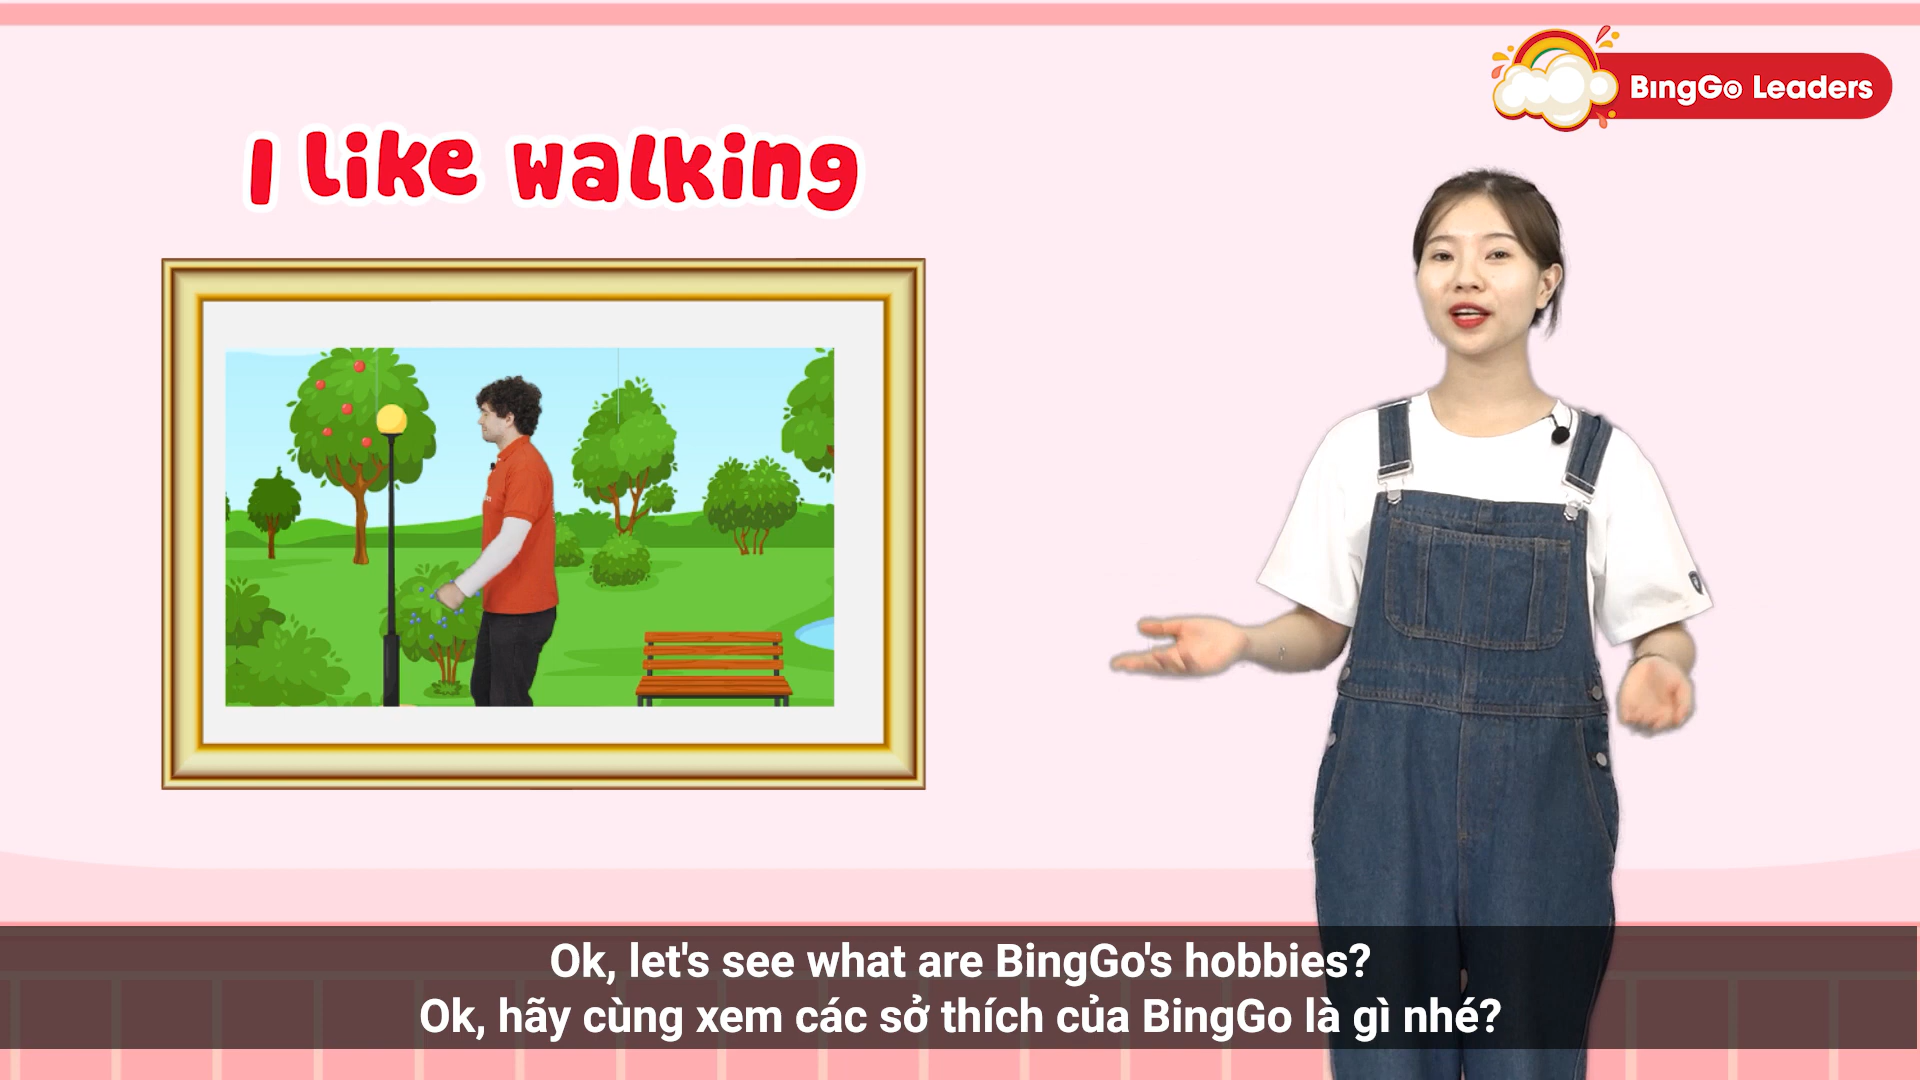 BingGo Leaders
I like walking
Ok, let's see what are BingGo's hobbies?
Ok, hãy cùng xem các sở thích của BingGo là gì nhé?